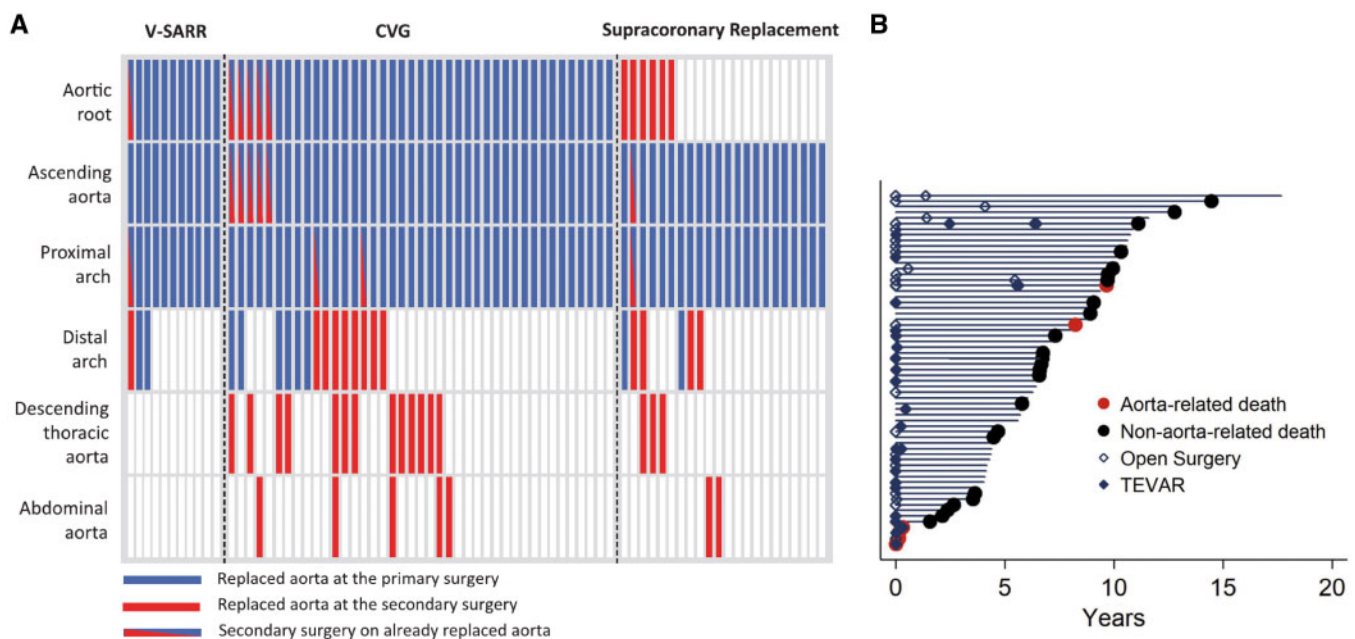 A
V-SARR
CVG
Supracoronary Replacement
Aortic
root
Ascending
aorta
Proximal
arch
Distal
arch
Descending
thoracic
aorta
Abdominal
aorta
Replaced aorta at the primary surgery
Replaced aorta at the secondary surgery
Secondary surgery on already replaced aorta
B
Aorta-related death
Non-aorta-related death
Open Surgery
TEVAR
0 5 10 15 20
Years